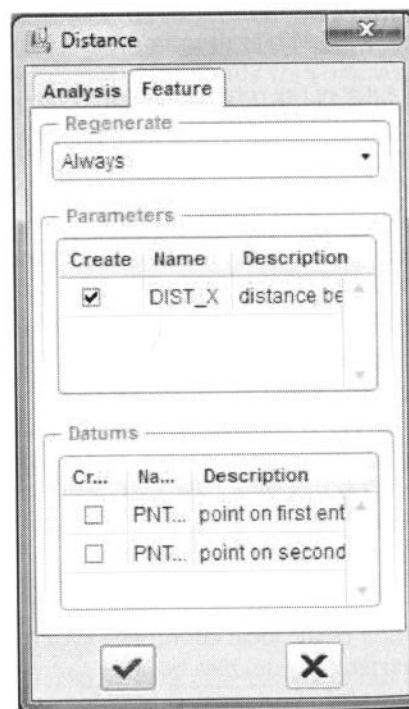 Distance
Analysis Feature
Regenerate
Always
Parameters
Create Name Description
DIST_X distance be
Datums
Cr... Na... Description
PNT... point on first ent
PNT... point on second